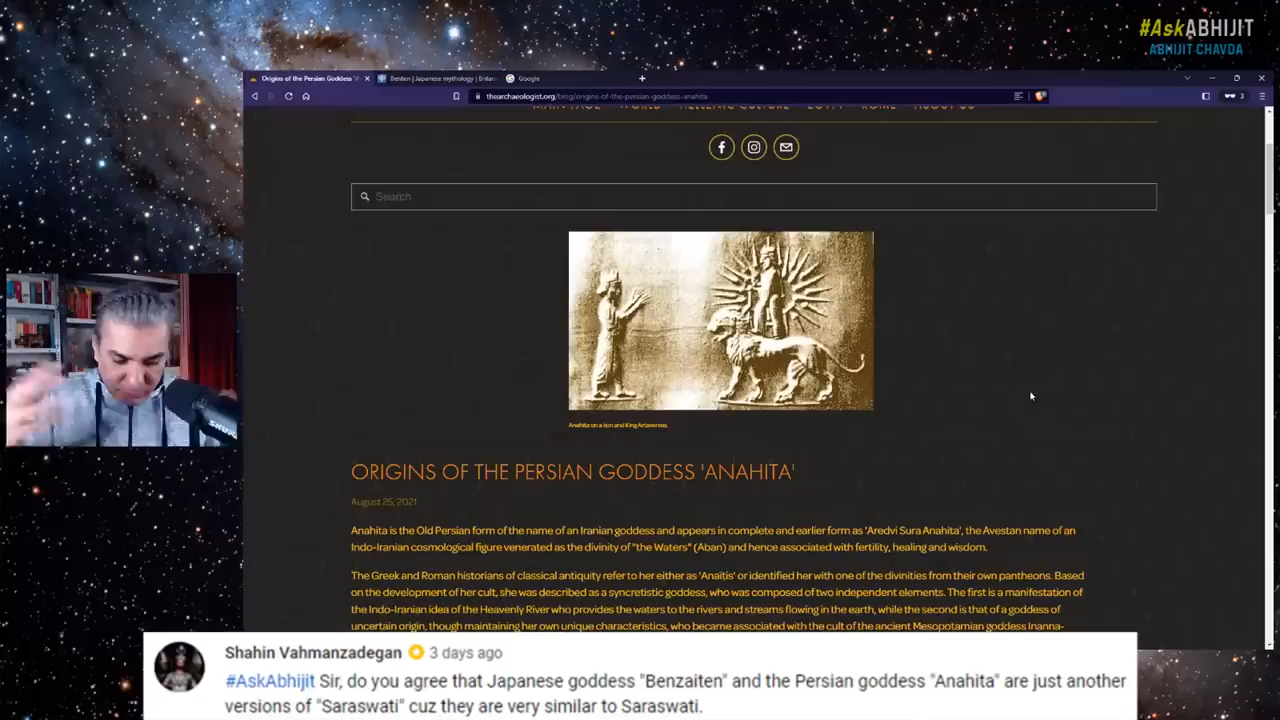 #AskABHIJIT
ABHIJIT CHAVDA
Origins of the Persian Goddess
Benten | Japanese mythology | Britan
Google
thearchaeologist.org/blog/origins-of-the-persian-goddess-anahita
Search
Anahita on a lion and King Artaxerxes.
ORIGINS OF THE PERSIAN GODDESS 'ANAHITA'
August 25, 2021
Anahita is the Old Persian form of the name of an Iranian goddess and appears in complete and earlier form as 'Aredvi Sura Anahita', the Avestan name of an
Indo-Iranian cosmological figure venerated as the divinity of "the Waters" (Aban) and hence associated with fertility, healing and wisdom.
The Greek and Roman historians of classical antiquity refer to her either as 'Anaïtis' or identified her with one of the divinities from their own pantheons. Based
on the development of her cult, she was described as a syncretistic goddess, who was composed of two independent elements. The first is a manifestation of
the Indo-Iranian idea of the Heavenly River who provides the waters to the rivers and streams flowing in the earth, while the second is that of a goddess of
uncertain origin, though maintaining her own unique characteristics, who became associated with the cult of the ancient Mesopotamian goddess Inanna-
Shahin Vahmanzadegan 3 days ago
#AskAbhijit Sir, do you agree that Japanese goddess "Benzaiten" and the Persian goddess "Anahita" are just another
versions of "Saraswati" cuz they are very similar to Saraswati.